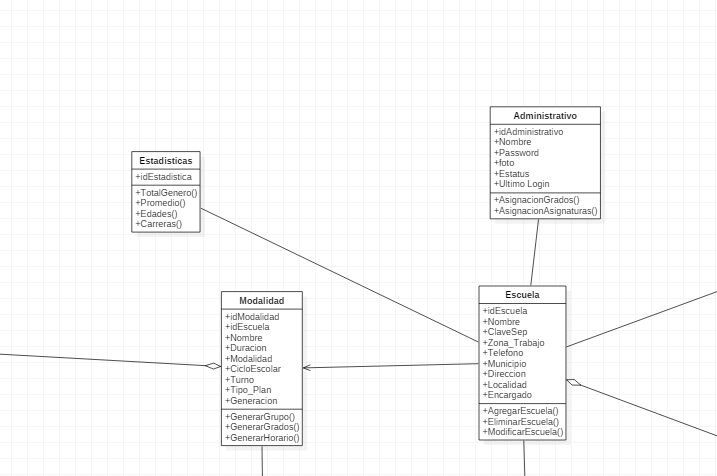 Administrativo
+idAdministrativo
+Nombre
+Password
+foto
+Estatus
+Ultimo Login
+AsignacionGrados()
+AsignacionAsignaturas()
Estadisticas
+idEstadistica
+TotalGenero()
+Promedio()
+Edades()
+Carreras()
Modalidad
+idModalidad
+idEscuela
+Nombre
+Duracion
+Modalidad
+CicloEscolar
+Turno
+Tipo_Plan
+Generacion
+GenerarGrupo()
+GenerarGrados()
+GenerarHorario()
Escuela
+idEscuela
+Nombre
+ClaveSep
+Zona_Trabajo
+Telefono
+Municipio
+Direccion
+Localidad
+Encargado
+AgregarEscuela()
+EliminarEscuela()
+ModificarEscuela()